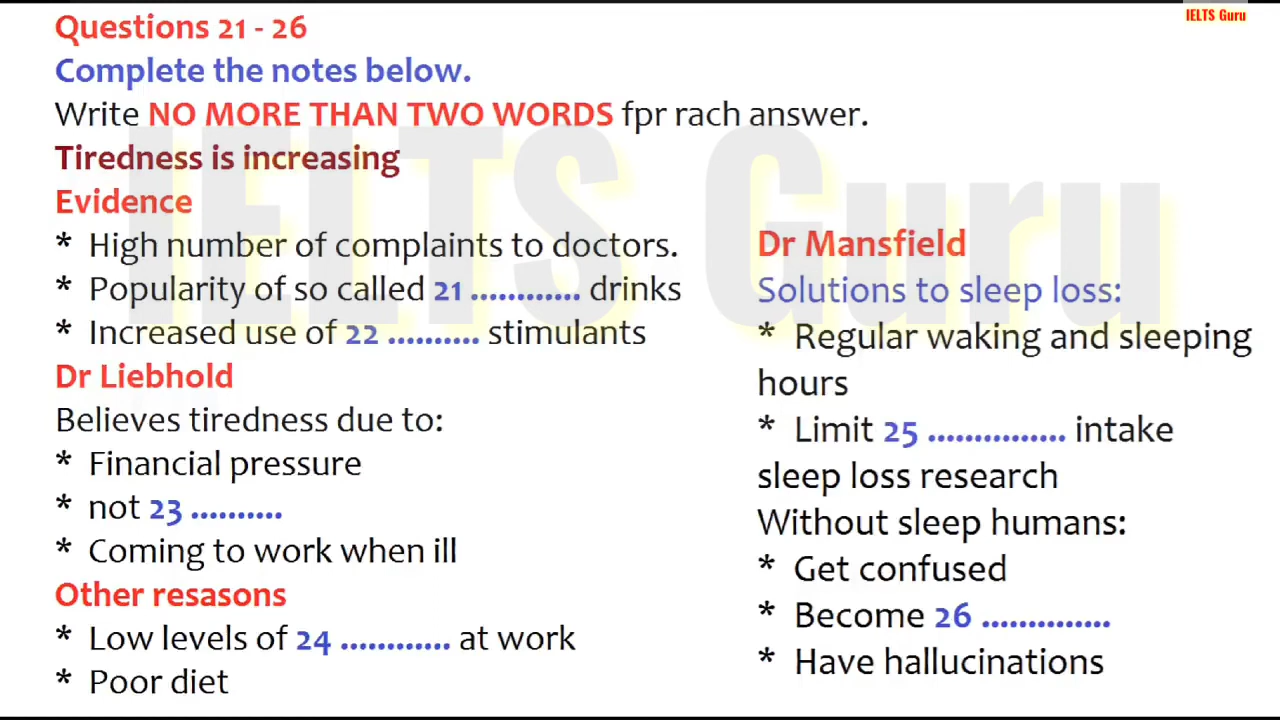 IELTS Guru
Questions 21 - 26
Complete the notes below.
Write NO MORE THAN TWO WORDS fpr rach answer.
Tiredness is increasing
Evidence
* High number of complaints to doctors.
* Popularity of so called 21 ............ drinks
* Increased use of 22 .......... stimulants
Dr Liebhold
Believes tiredness due to:
* Financial pressure
* not 23 ..........
* Coming to work when ill
Other resasons
* Low levels of 24 ............ at work
* Poor diet
Dr Mansfield
Solutions to sleep loss:
* Regular waking and sleeping
hours
* Limit 25 ............... intake
sleep loss research
Without sleep humans:
* Get confused
* Become 26 ..............
* Have hallucinations
IELTS Guru